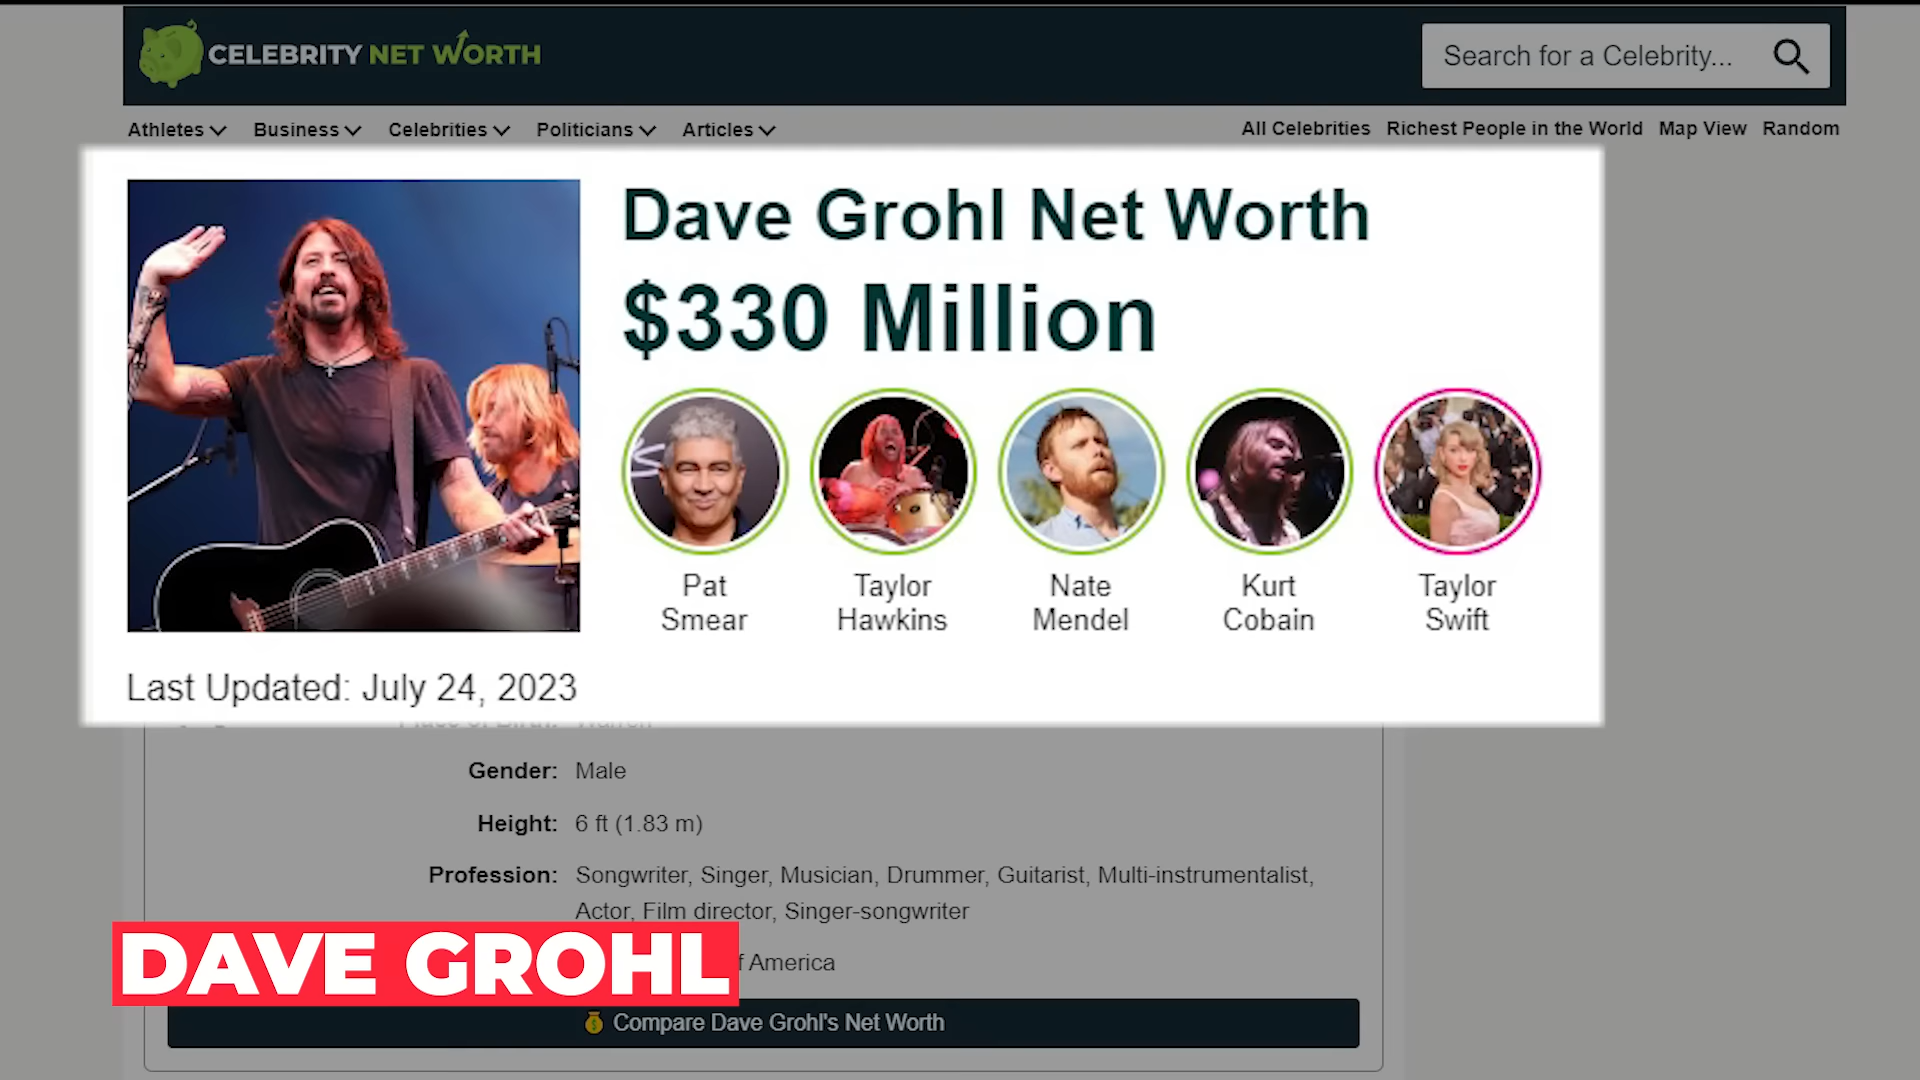 CELEBRITY NET WORTH
Search for a Celebrity...
Athletes Business Celebrities Politicians Articles
All Celebrities Richest People in the World Map View Random
Dave Grohl Net Worth
$330 Million
Pat
Smear
Taylor
Hawkins
Nate
Mendel
Kurt
Cobain
Taylor
Swift
Last Updated: July 24, 2023
Gender: Male
Height: 6 ft (1.83 m)
Profession: Songwriter, Singer, Musician, Drummer, Guitarist, Multi-instrumentalist,
Actor, Film director, Singer-songwriter
America
DAVE GROHL
Compare Dave Grohl's Net Worth